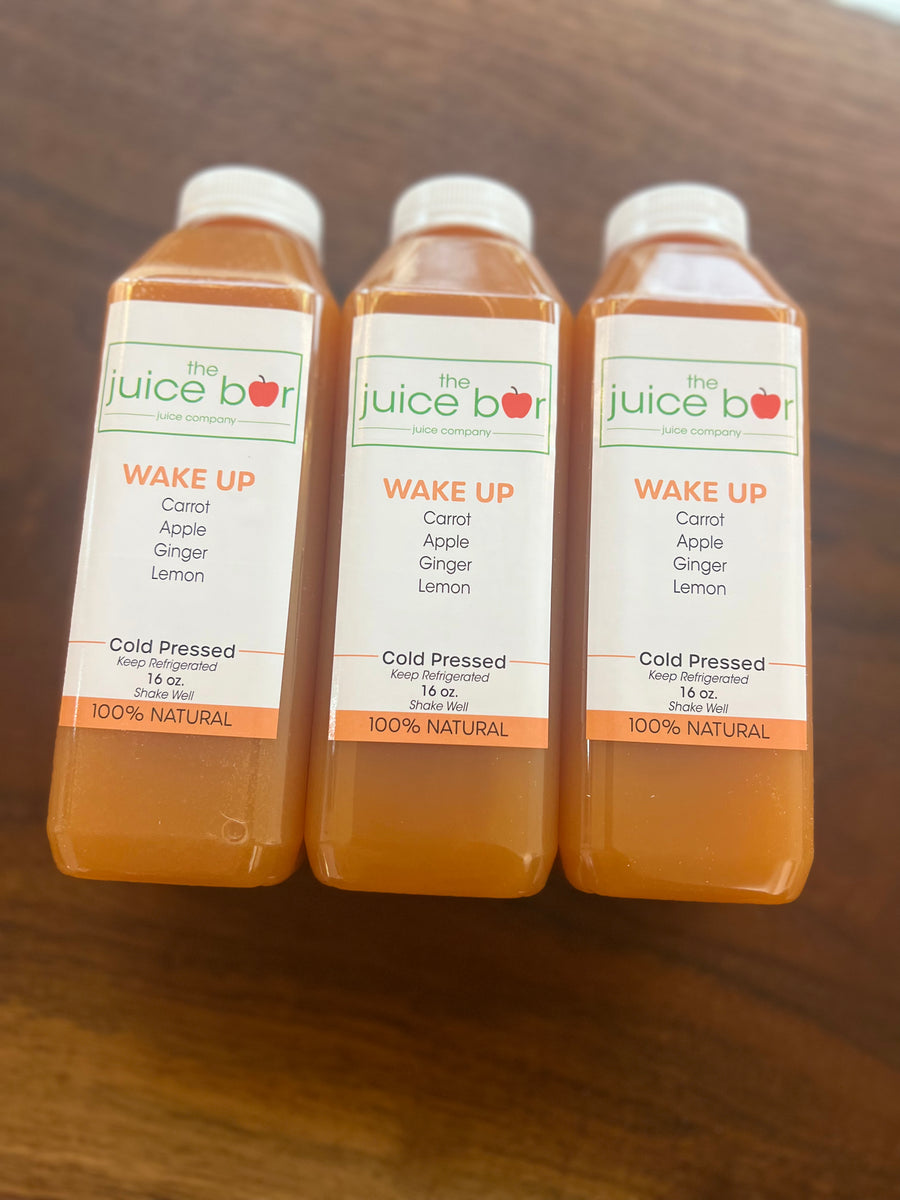 the
juice bar
juice company
WAKE UP
Carrot
Apple
Ginger
Lemon
Cold Pressed
Keep Refrigerated
16 oz.
Shake Well
100% NATURAL
the
juice bar
juice company
WAKE UP
Carrot
Apple
Ginger
Lemon
Cold Pressed
Keep Refrigerated
16 oz.
Shake Well
100% NATURAL
the
juice bar
juice company
WAKE UP
Carrot
Apple
Ginger
Lemon
Cold Pressed
Keep Refrigerated
16 oz.
Shake Well
100% NATURAL